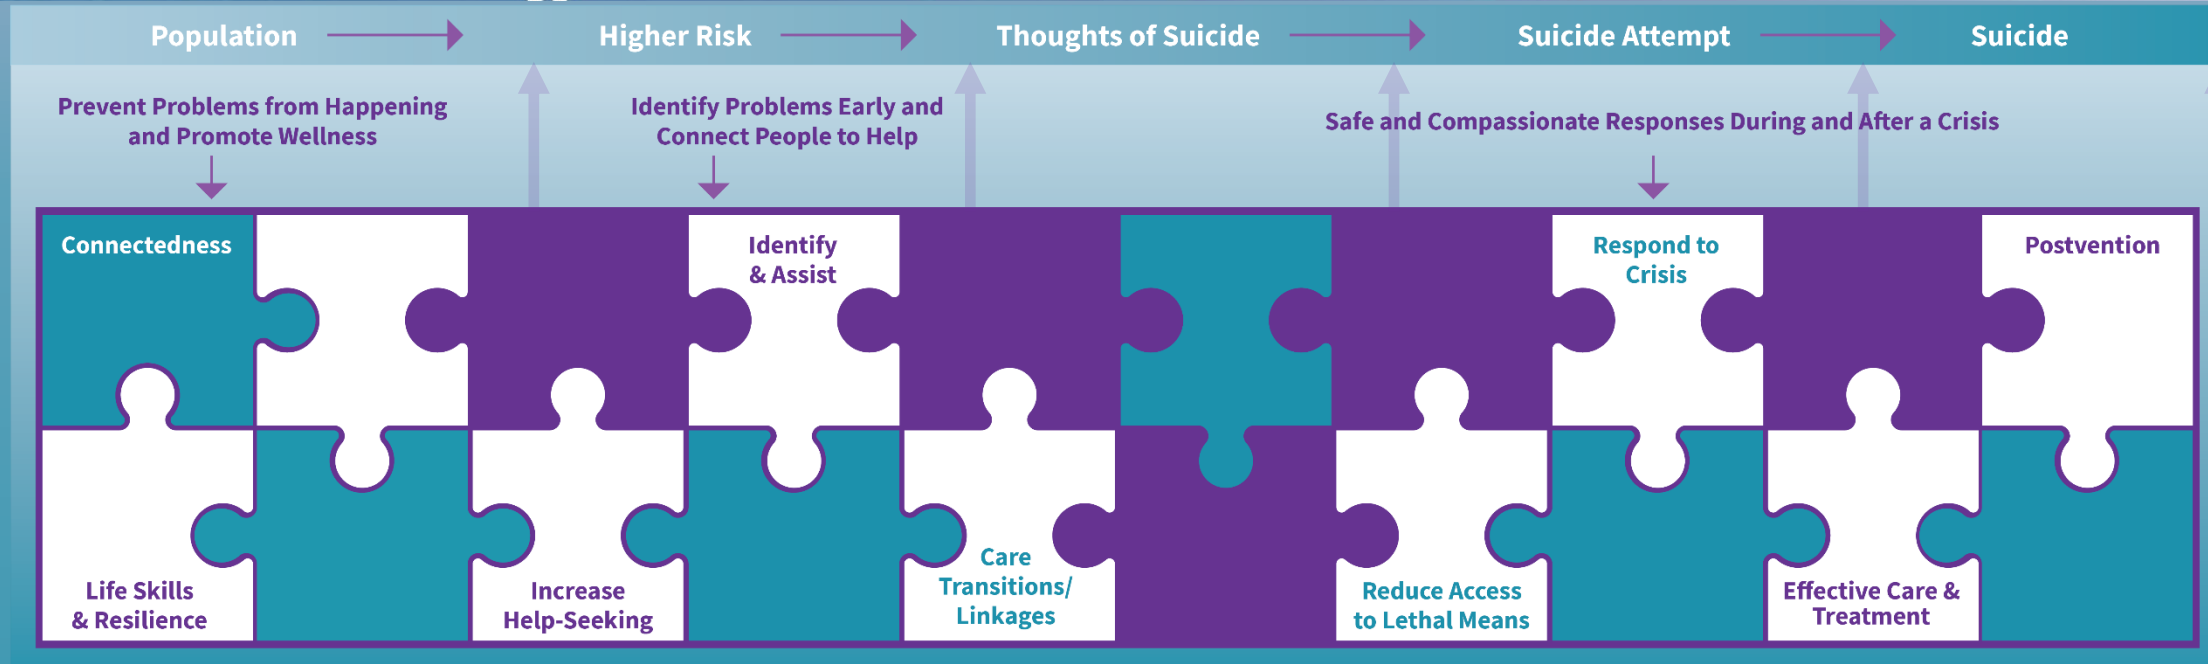 Population
Higher Risk
Thoughts of Suicide
Suicide Attempt
Suicide
Prevent Problems from Happening
and Promote Wellness
Identify Problems Early and
Connect People to Help
Safe and Compassionate Responses During and After a Crisis
Connectedness
Identify
& Assist
Respond to
Crisis
Postvention
Life Skills
& Resilience
Increase
Help-Seeking
Care
Transitions/
Linkages
Reduce Access
to Lethal Means
Effective Care &
Treatment